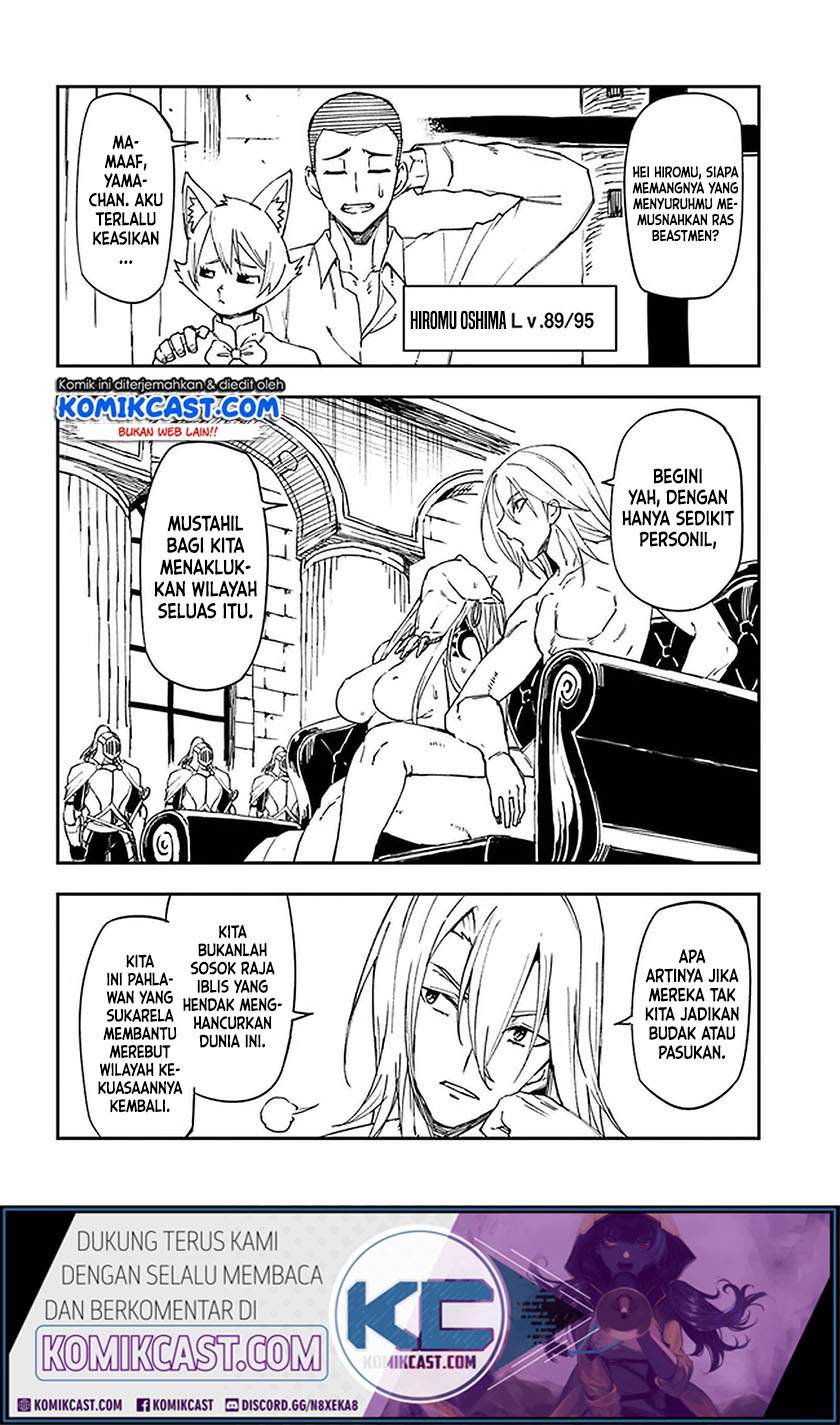 HEI HIROMU, SIAPA
MEMANGNYA YANG
MENYURUHMU ME-
MUSNAHKAN RAS
BEASTMEN?
MA-
MAAF,
YAMA-
CHAN. AKU
TERLALU
KEASIKAN
...
HIROMU OSHIMA Lv.89/95
Komik ini diterjemahkan & diedit oleh
KOMIKCAST.COM
BUKAN WEB LAIN!!
BEGINI
YAH, DENGAN
HANYA SEDIKIT
PERSONIL,
MUSTAHIL
BAGI KITA
MENAKLUK-
KAN WILAYAH
SELUAS ITU.
APA
ARTINYA JIKA
MEREKA TAK
KITA JADIKAN
BUDAK ATAU
PASUKAN.
KITA
BUKANLAH
SOSOK RAJA
IBLIS YANG
HENDAK MENG-
HANCURKAN
DUNIA INI.
KITA
INI PAHLA-
WAN YANG
SUKARELA
MEMBANTU
MEREBUT
WILAYAH KE-
KUASAANNYA
KEMBALI.
DUKUNG TERUS KAMI
DENGAN SELALU MEMBACA
DAN BERKOMENTAR DI
KOMIKCAST.COM
KC
KOMIKCAST.COM
KOMIKCAST.COM KOMIKCAST DISCORD.GG/N8XEKA8